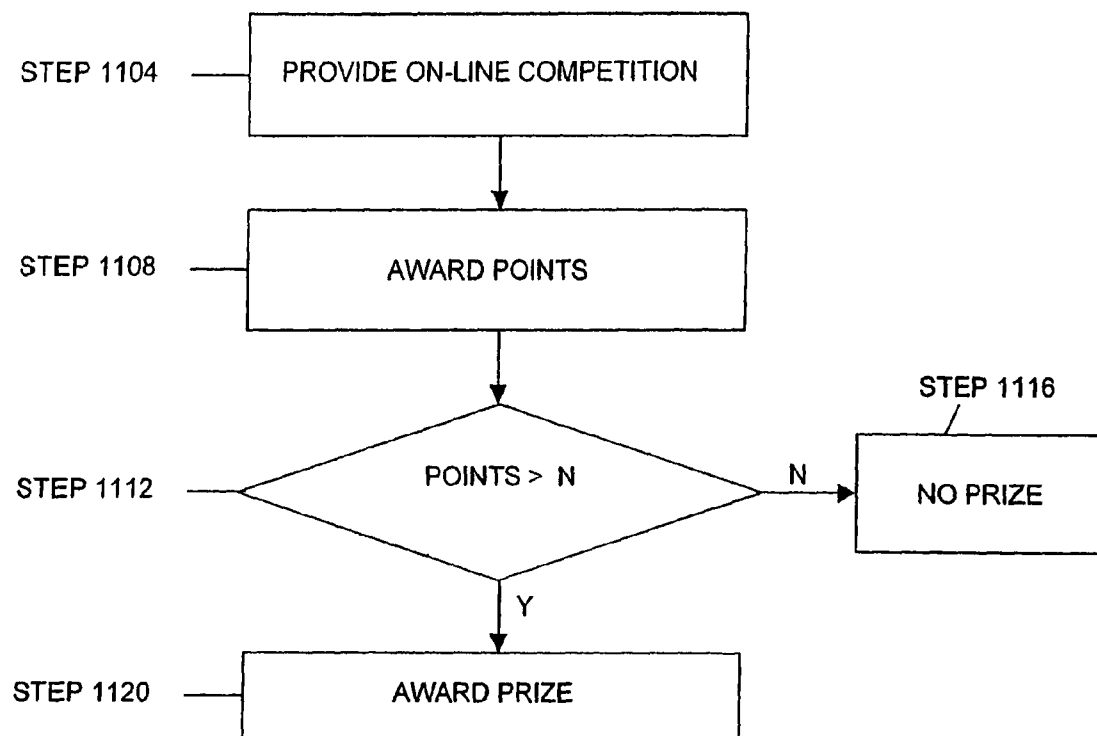 STEP 1104
PROVIDE ON-LINE COMPETITION
STEP 1108
AWARD POINTS
STEP 1116
STEP 1112
POINTS > N
N
NO PRIZE
Y
STEP 1120
AWARD PRIZE